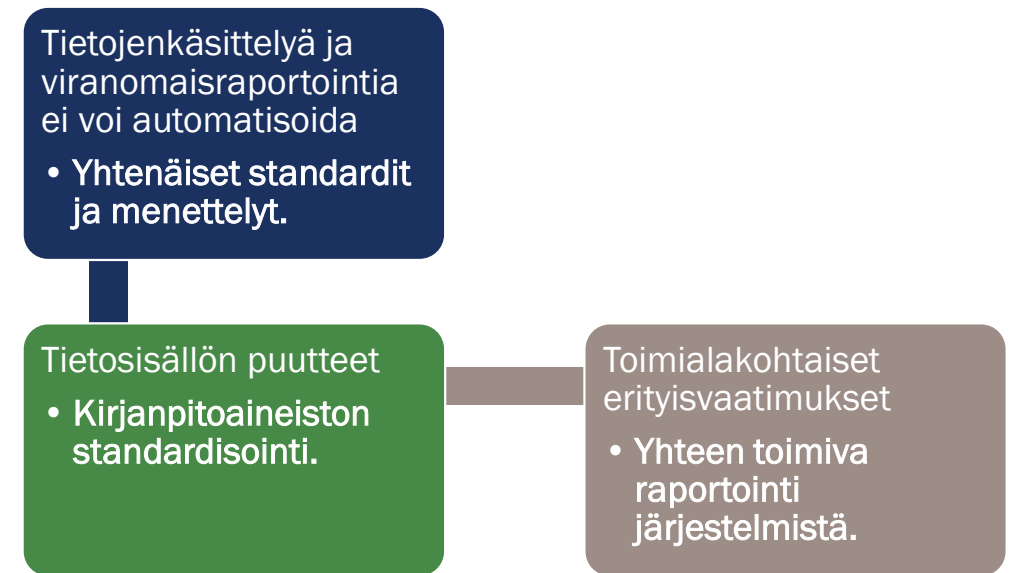 Tietojenkäsittelyä ja
viranomaisraportointia
ei voi automatisoida
• Yhtenäiset standardit
ja menettelyt.
Tietosisällön puutteet
• Kirjanpitoaineiston
standardisointi.
Toimialakohtaiset
erityisvaatimukset
• Yhteen toimiva
raportointi
järjestelmistä.